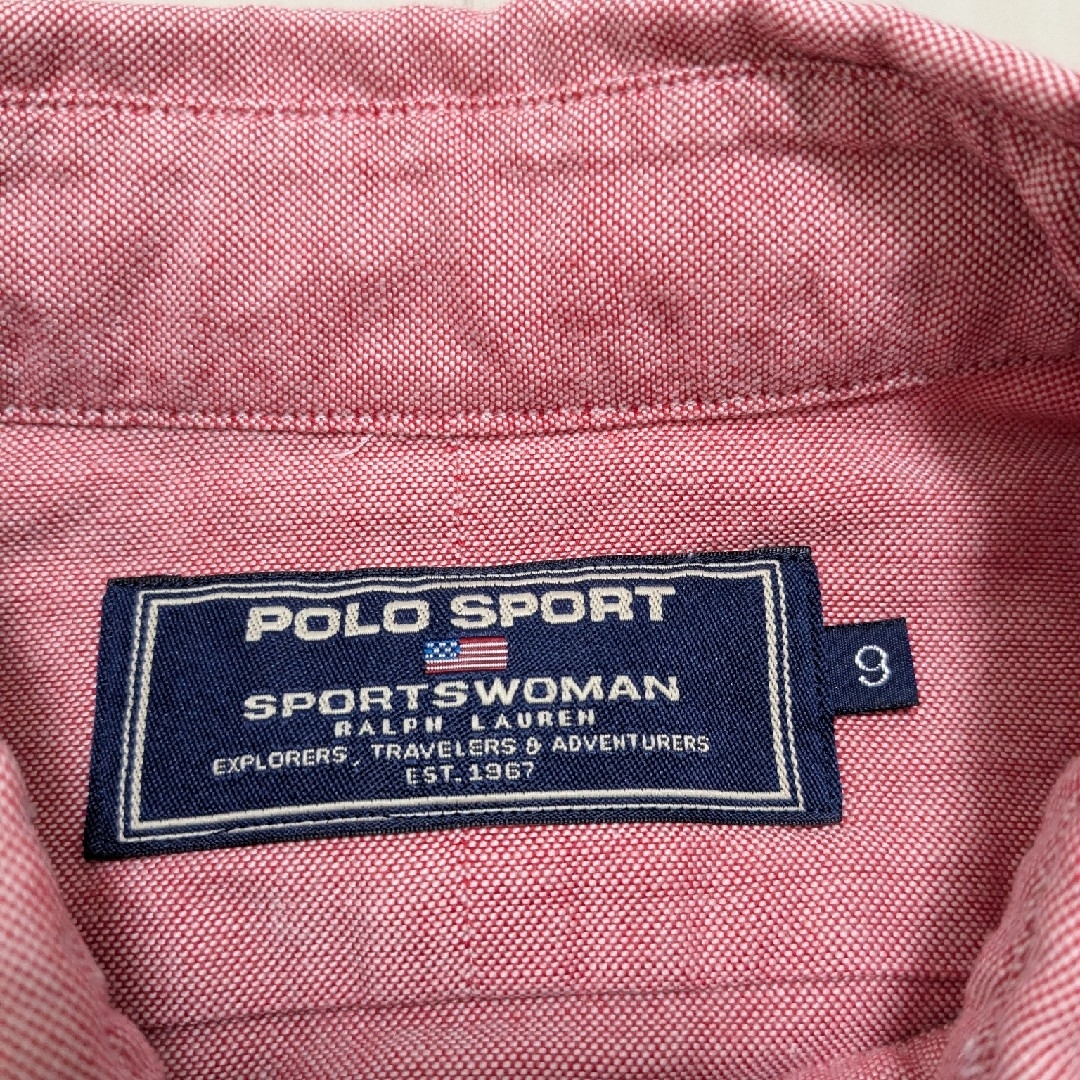 POLO SPORT
SPORTSWOMAN
RALPH LAUREN
EXPLORERS, TRAVELERS & ADVENTURERS
EST. 1967
9